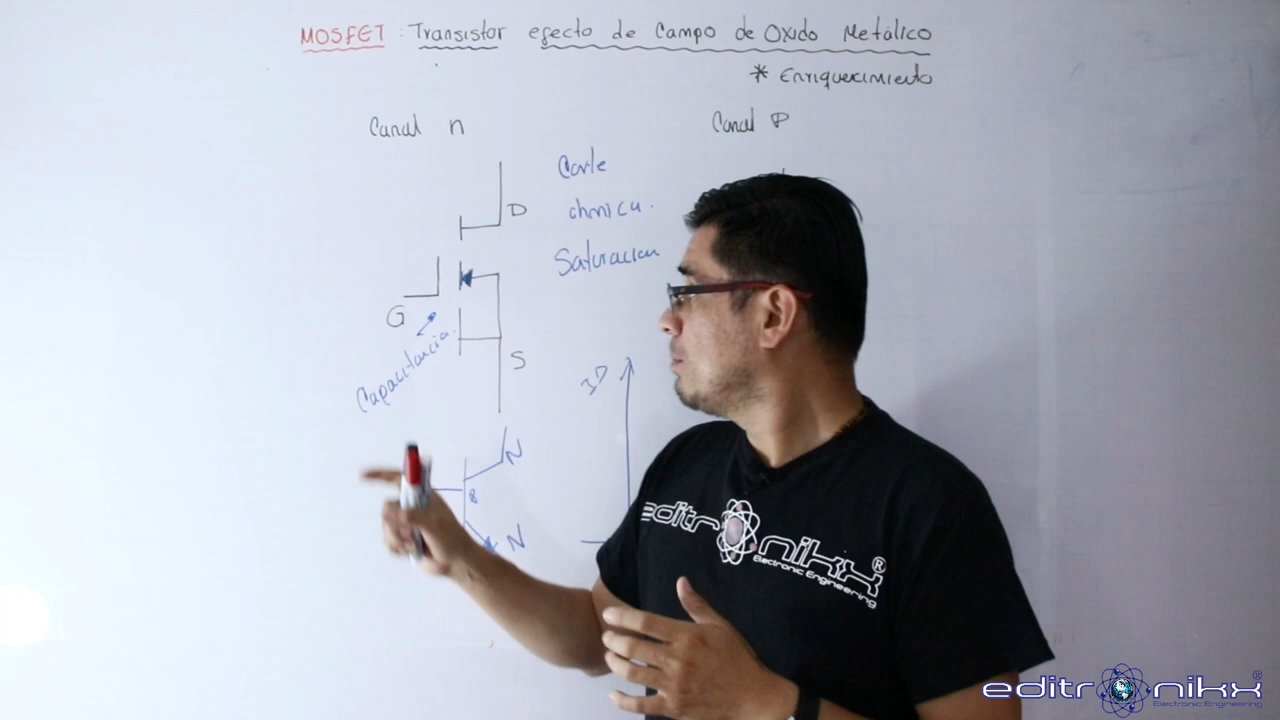 MOSFET : Transistor efecto de Campo de Oxido Metálico
* Enriquecimiento
Canal n
Canal P
Corte
ohmica.
Saturacion
D
G
S
Capacitancia.
ID
N
B
N
editronikx®
Electronic Engineering
editronikx®
Electronic Engineering